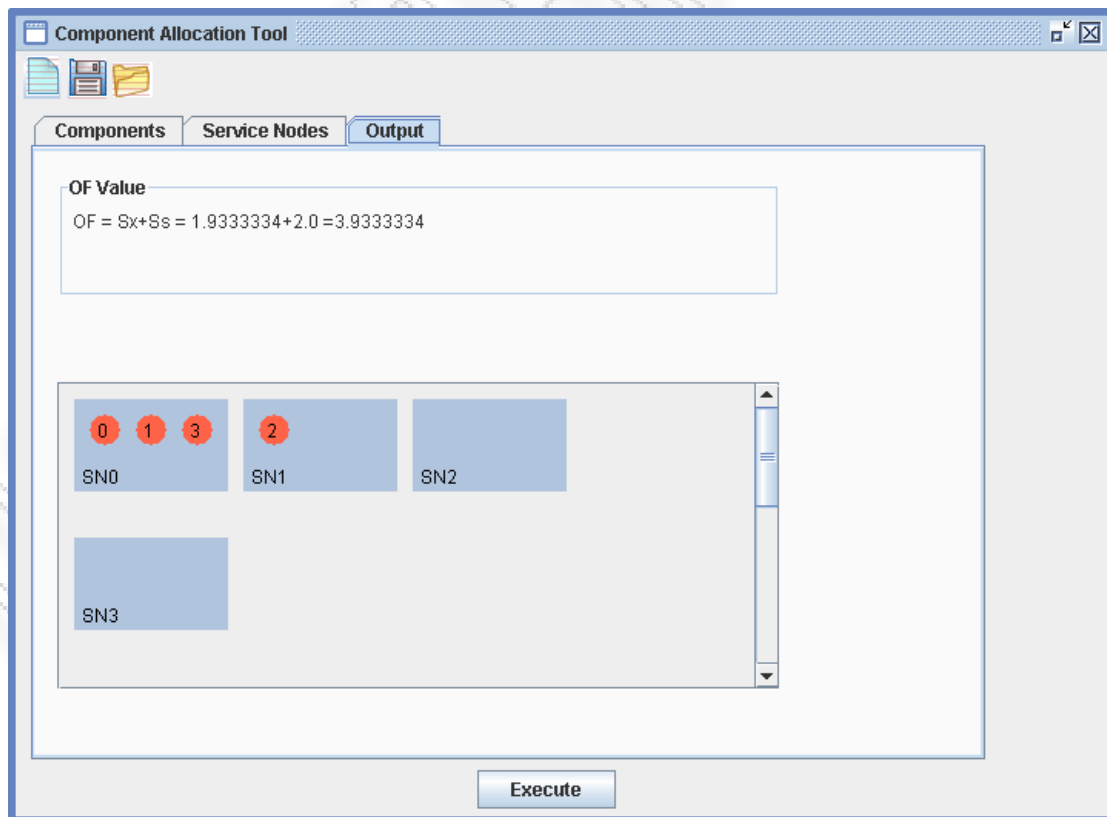 Component Allocation Tool
Components Service Nodes Output
OF Value
OF = Sx+Ss = 1.9333334+2.0 =3.9333334
0 1 3 2
SN0 SN1 SN2
SN3
Execute